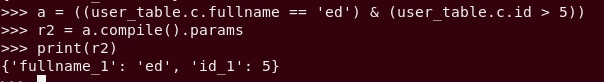 >>> a = ((user_table.c.fullname == 'ed') & (user_table.c.id > 5))
>>> r2 = a.compile().params
>>> print(r2)
{'fullname_1': 'ed', 'id_1': 5}
>>>